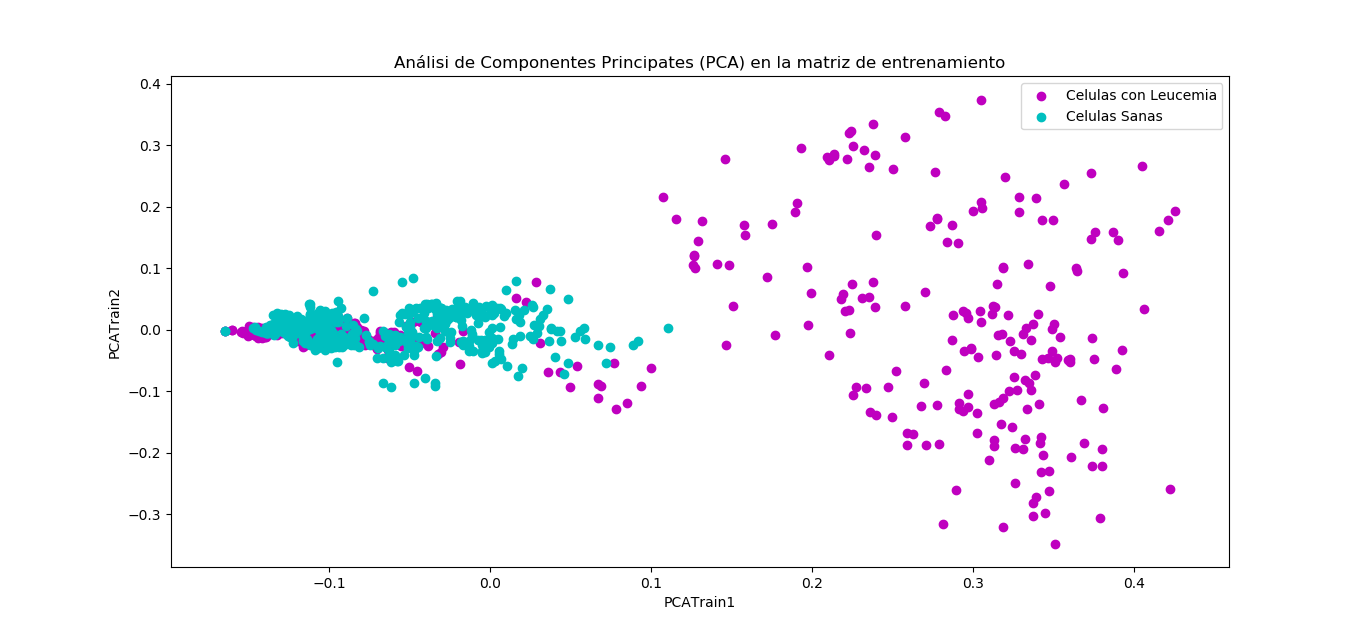 Análisi de Componentes Principates (PCA) en la matriz de entrenamiento
Celulas con Leucemia
Celulas Sanas
0.4
0.3
0.2
0.1
0.0
−0.1
−0.2
−0.3
PCATrain2
−0.1
0.0
0.1
0.2
0.3
0.4
PCATrain1